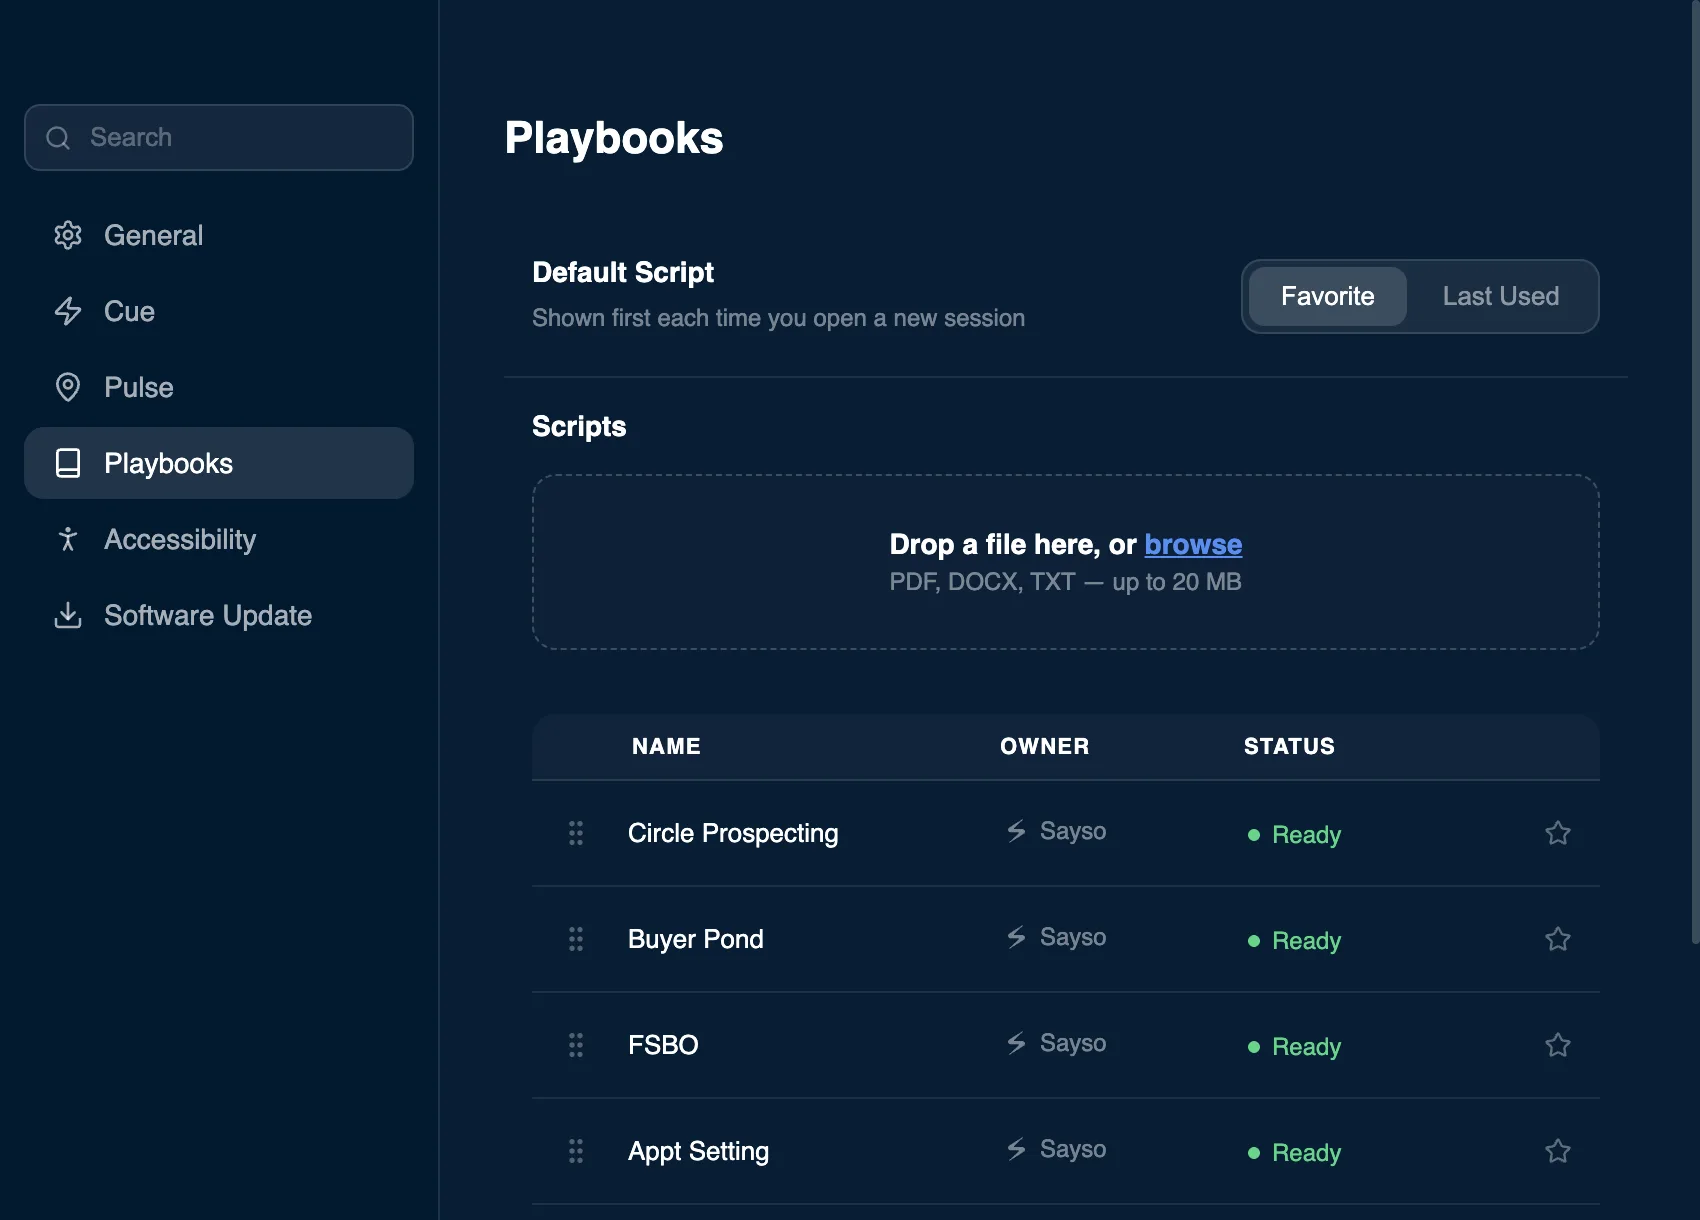 Search
General
Cue
Pulse
Playbooks
Accessibility
Software Update
Playbooks
Default Script
Shown first each time you open a new session
Favorite
Last Used
Scripts
Drop a file here, or browse
PDF, DOCX, TXT — up to 20 MB
NAME OWNER STATUS
Circle Prospecting Sayso Ready
Buyer Pond Sayso Ready
FSBO Sayso Ready
Appt Setting Sayso Ready